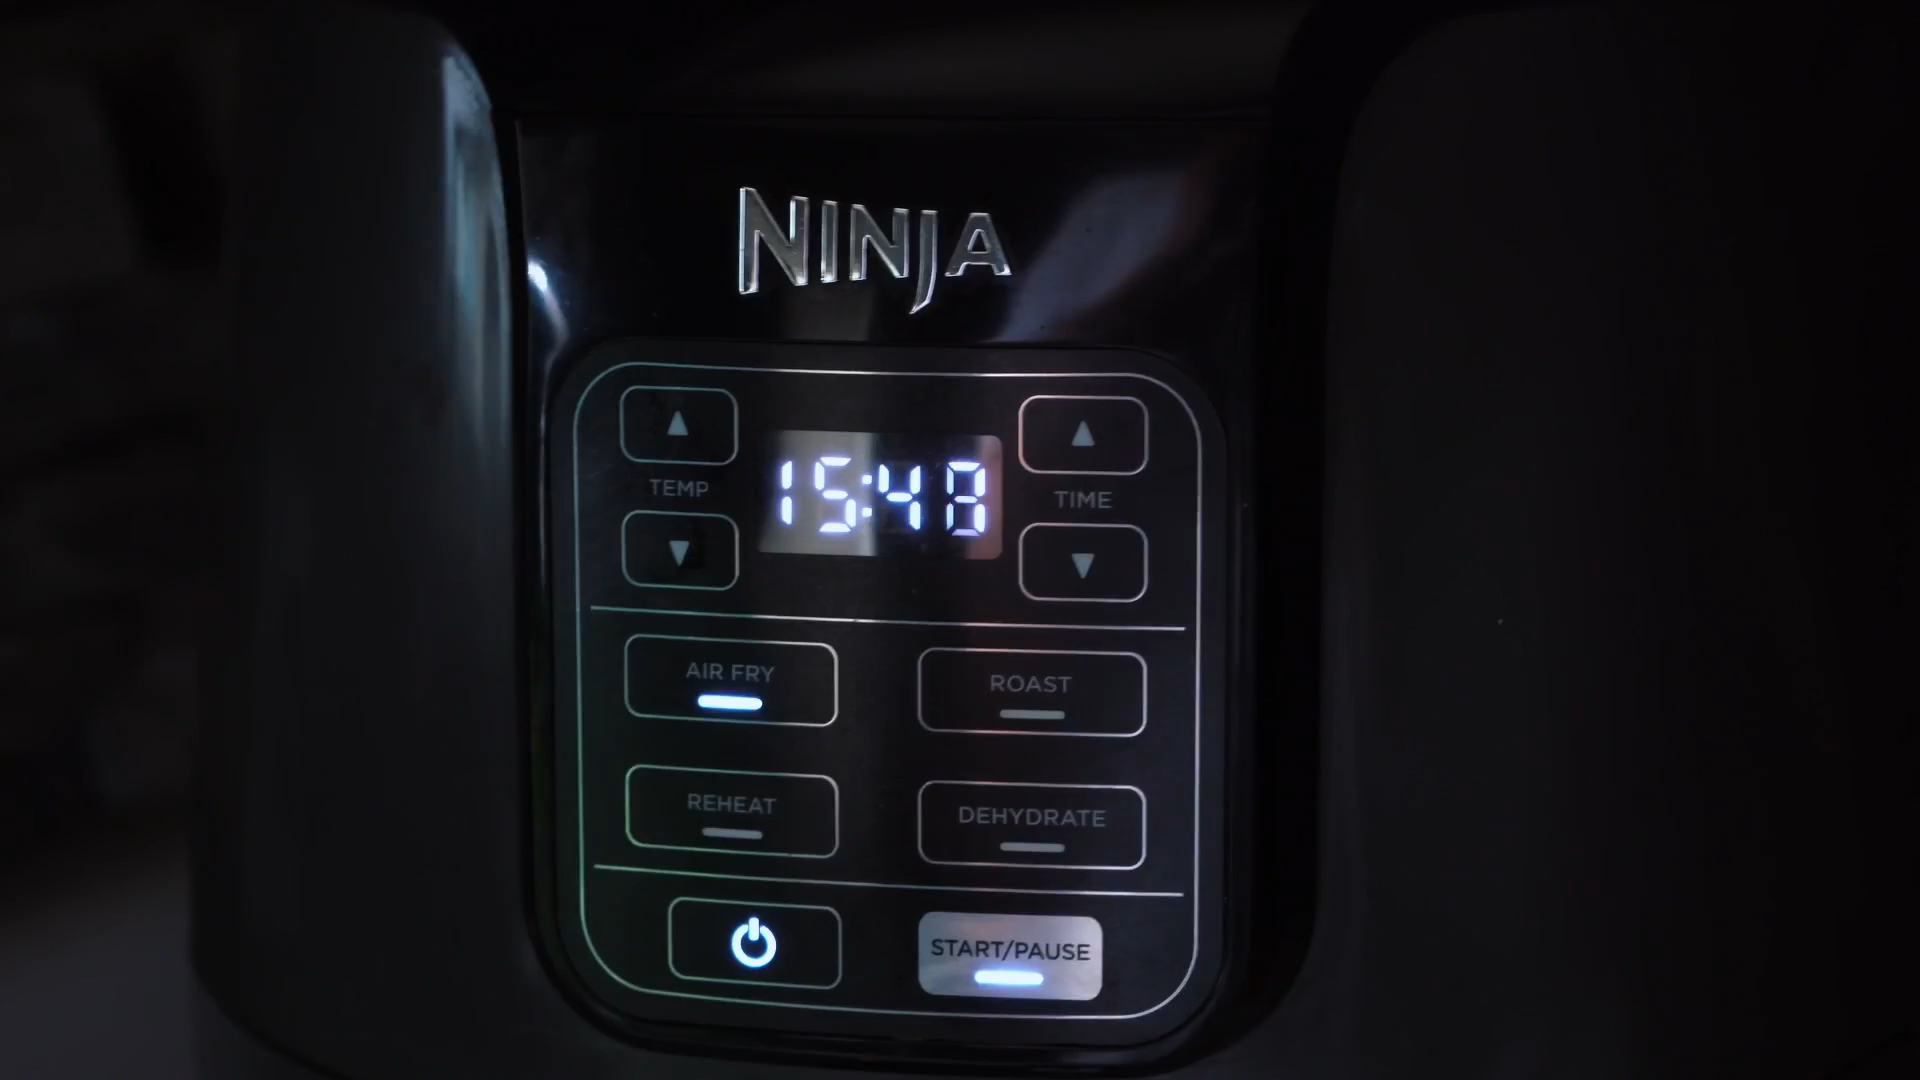 NINJA
▲ ▲
15:48
TEMP TIME
▼ ▼
AIR FRY ROAST
REHEAT DEHYDRATE
START/PAUSE